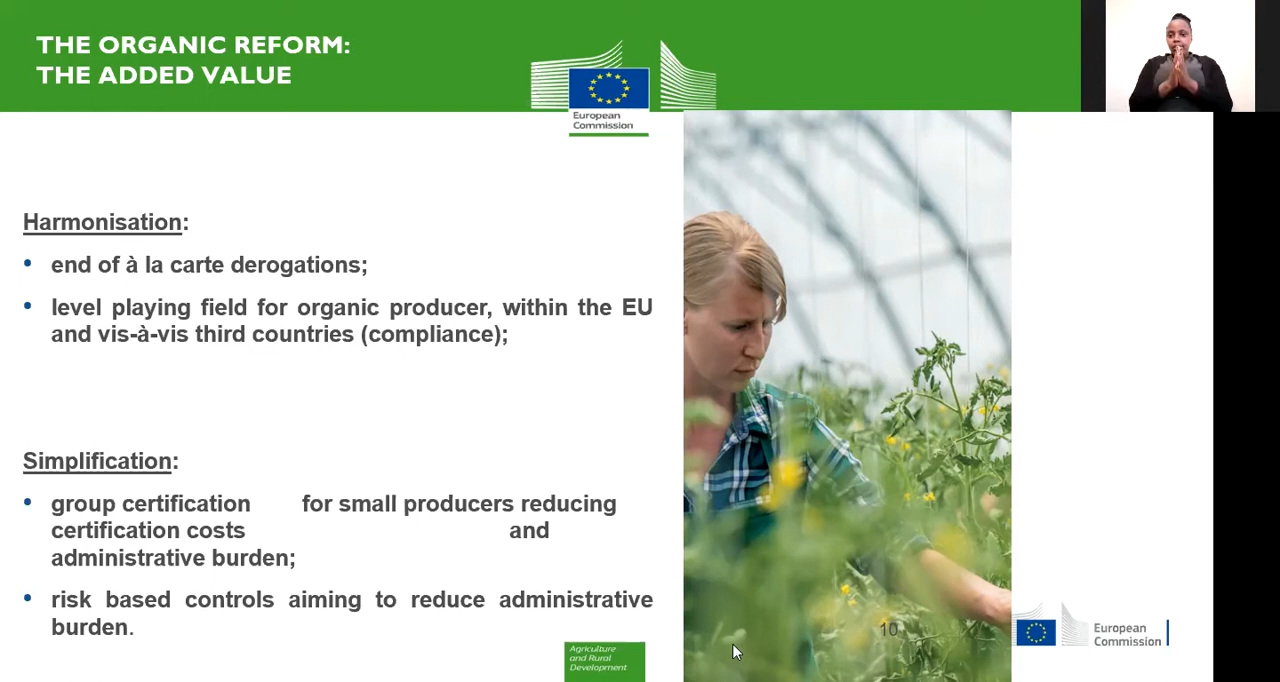 THE ORGANIC REFORM:
THE ADDED VALUE
European
Commission
Harmonisation:
• end of à la carte derogations;
• level playing field for organic producer, within the EU
and vis-à-vis third countries (compliance);
Simplification:
• group certification for small producers reducing
certification costs and
administrative burden;
• risk based controls aiming to reduce administrative
burden.
Agriculture
and Rural
Development
10
European
Commission